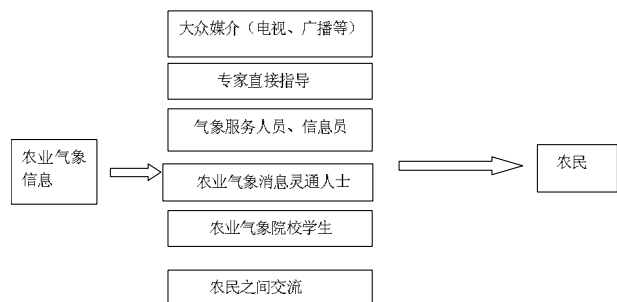 大众媒介（电视、广播等）
专家直接指导
气象服务人员、信息员
农业气象
信息
农业气象消息灵通人士
农民
农业气象院校学生
农民之间交流